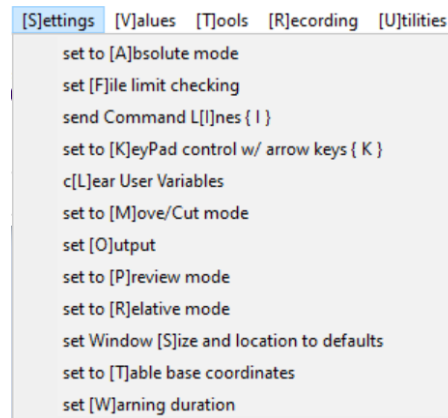 [S]ettings [V]alues [T]ools [R]ecording [U]tilities
set to [A]bsolute mode
set [F]ile limit checking
send Command L[I]nes { I }
set to [K]eyPad control w/ arrow keys { K }
c[L]ear User Variables
set to [M]ove/Cut mode
set [O]utput
set to [P]review mode
set to [R]elative mode
set Window [S]ize and location to defaults
set to [T]able base coordinates
set [W]arning duration